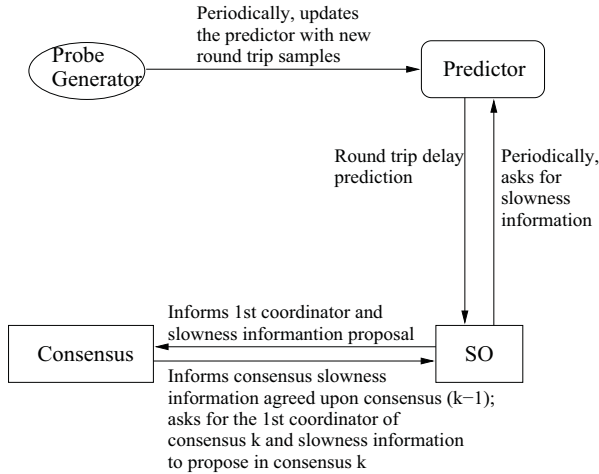 Periodically, updates
the predictor with new
round trip samples
Probe
Generator
Predictor
Round trip delay
prediction
Periodically,
asks for
slowness
information
Informs 1st coordinator and
slowness informantion proposal
Consensus
SO
Informs consensus slowness
information agreed upon consensus (k−1);
asks for the 1st coordinator of
consensus k and slowness information
to propose in consensus k